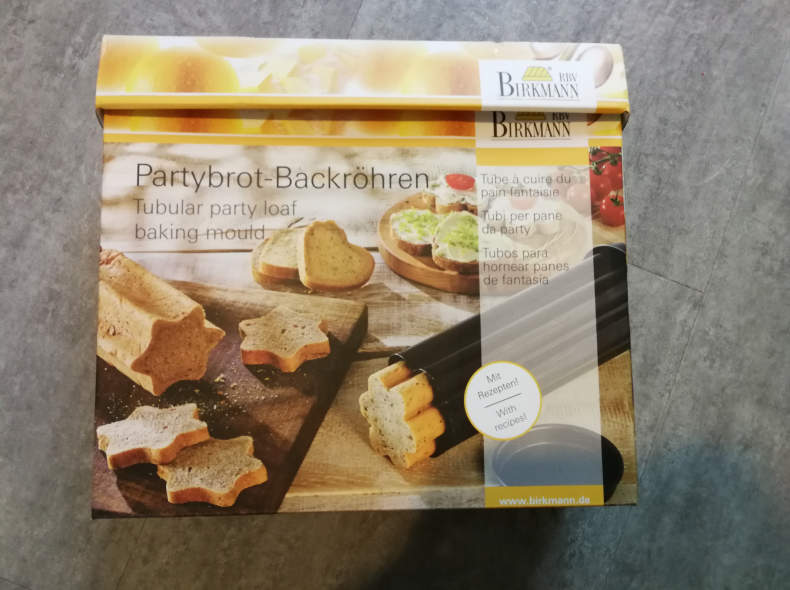 RBV
BIRKMANN
RBV
BIRKMANN
Partybrot-Backröhren
Tubular party loaf
baking mould
Tube à cuire du
pain fantaisie
Tubi per pane
da party
Tubos para
hornear panes
de fantasía
Mit
Rezepten!
With
recipes!
www.birkmann.de